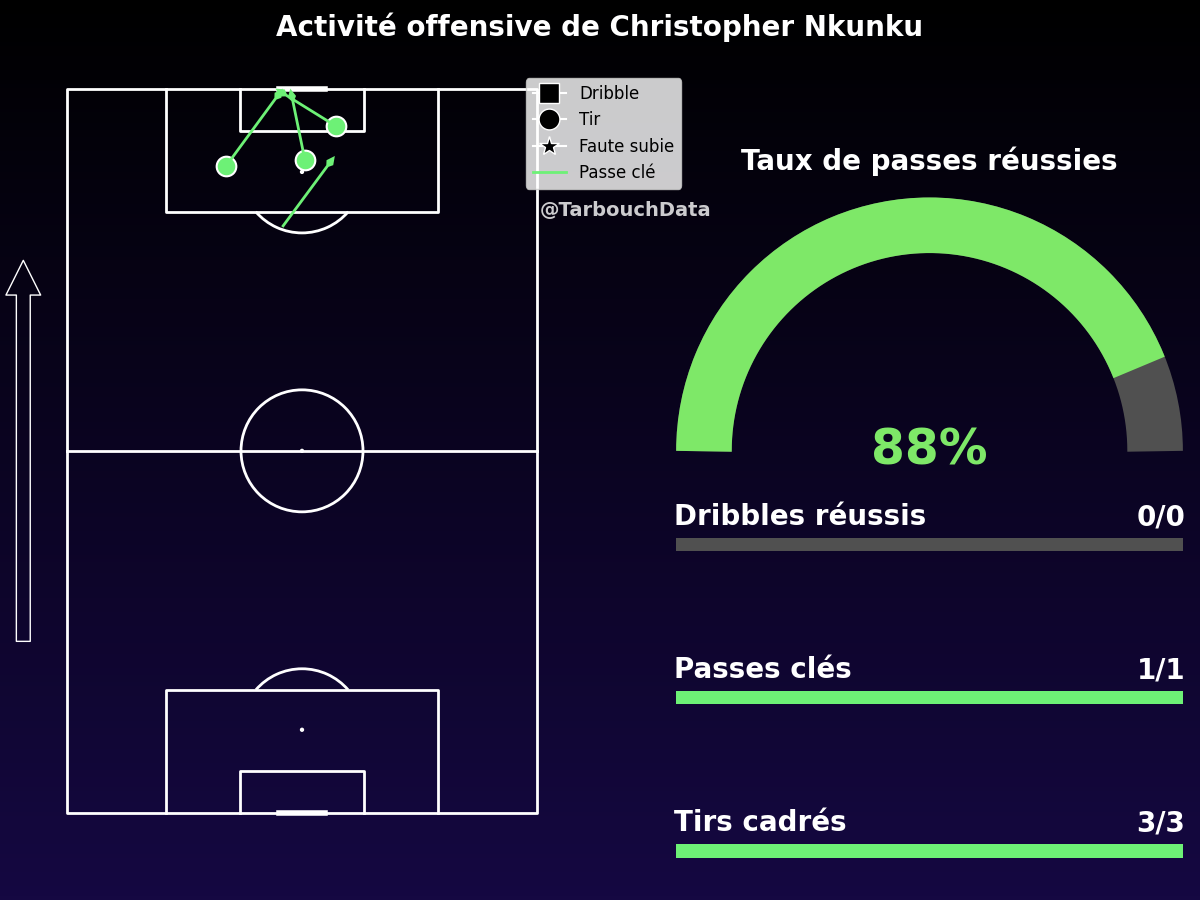 Activité offensive de Christopher Nkunku
Dribble
Tir
Faute subie
Passe clé
@TarbouchData
Taux de passes réussies
88%
Dribbles réussis 0/0
Passes clés 1/1
Tirs cadrés 3/3